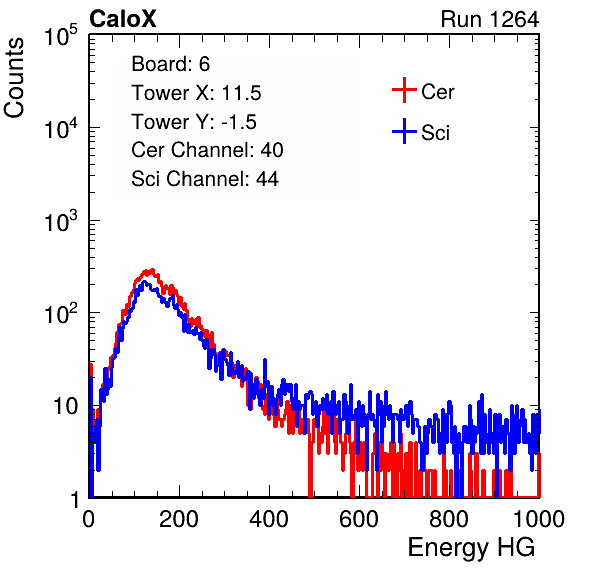 CaloX Run 1264
Counts
10^5
10^4
10^3
10^2
10
1
Board: 6
Tower X: 11.5
Tower Y: -1.5
Cer Channel: 40
Sci Channel: 44
Cer
Sci
0 200 400 600 800 1000
Energy HG